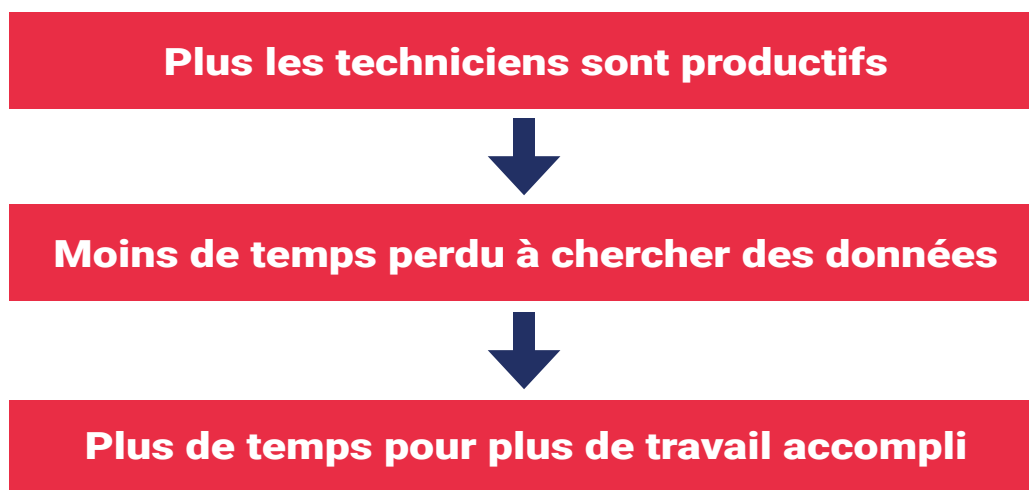 Plus les techniciens sont productifs
Moins de temps perdu à chercher des données
Plus de temps pour plus de travail accompli